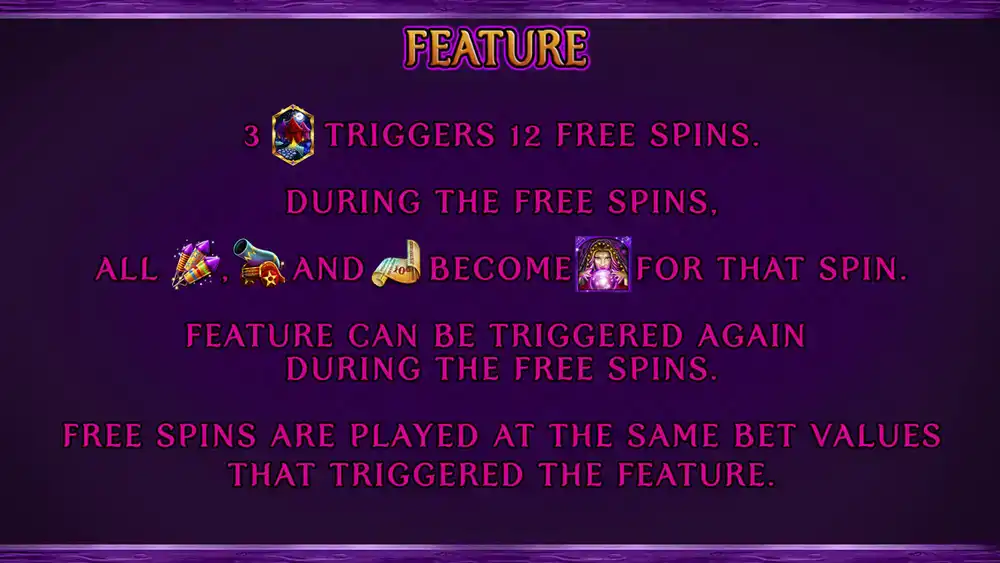 FEATURE
3 TRIGGERS 12 FREE SPINS.
DURING THE FREE SPINS,
ALL , AND BECOME FOR THAT SPIN.
FEATURE CAN BE TRIGGERED AGAIN
DURING THE FREE SPINS.
FREE SPINS ARE PLAYED AT THE SAME BET VALUES
THAT TRIGGERED THE FEATURE.